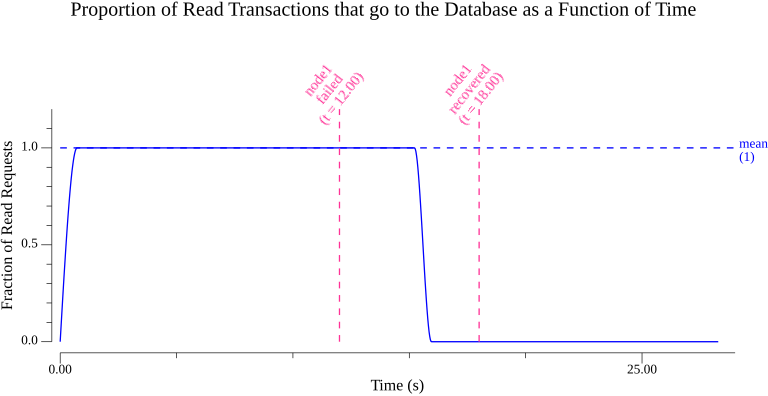 Proportion of Read Transactions that go to the Database as a Function of Time
node1
failed
(t = 12.00)
node1
recovered
(t = 18.00)
mean
(1)
Fraction of Read Requests
1.0
0.5
0.0
0.00
25.00
Time (s)